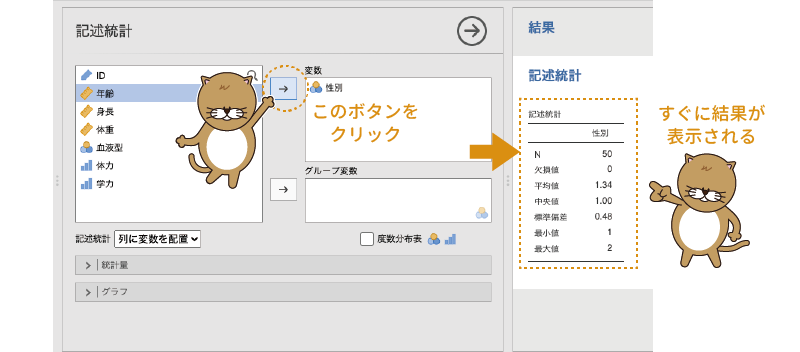 記述統計
ID
年齢
身長
体重
血液型
体力
学力
変数
性別
このボタンを
クリック
グループ変数
記述統計 列に変数を配置
度数分布表
統計量
グラフ
結果
記述統計
記述統計
性別
N 50
欠損値 0
平均値 1.34
中央値 1.00
標準偏差 0.48
最小値 1
最大値 2
すぐに結果が
表示される